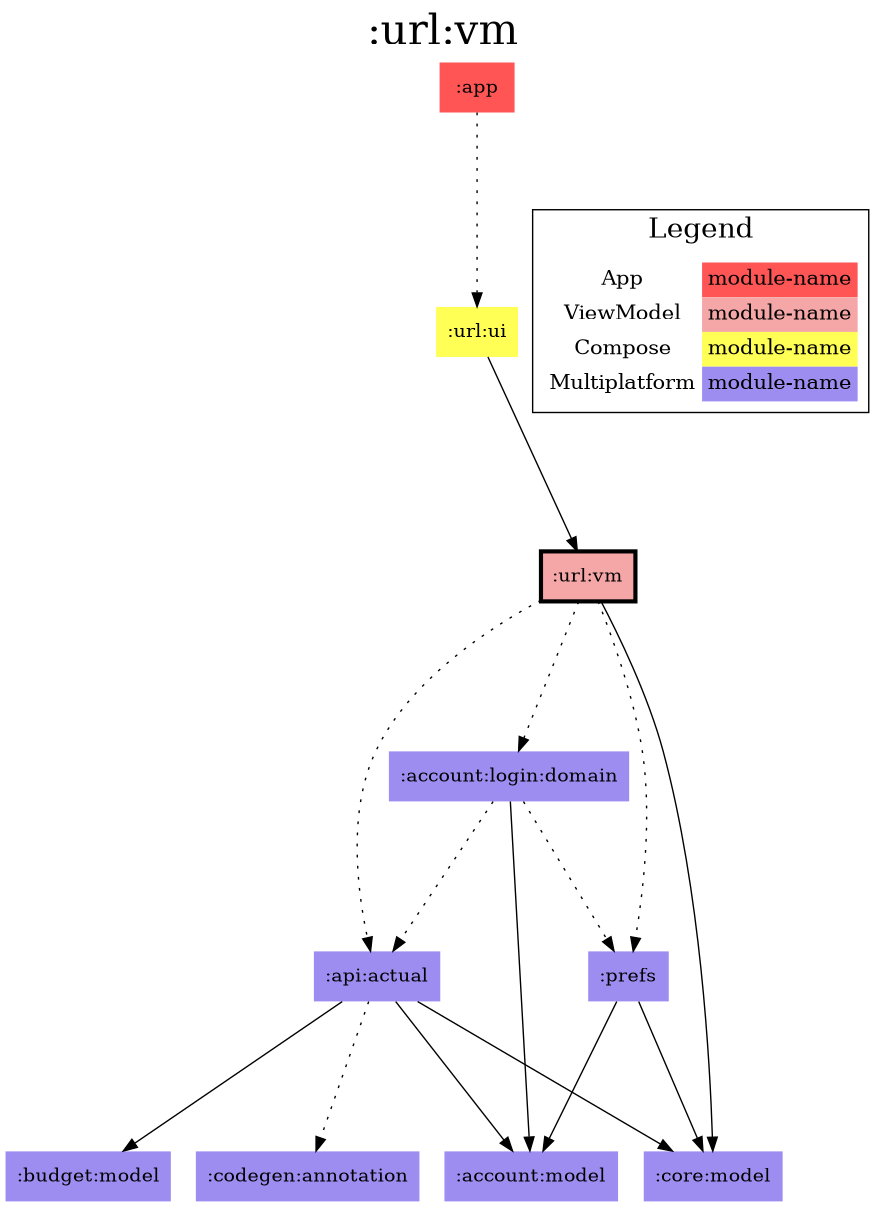 :url:vm
:app
Legend
App module-name
ViewModel module-name
Compose module-name
Multiplatform module-name
:url:ui
:url:vm
:account:login:domain
:api:actual
:prefs
:budget:model
:codegen:annotation
:account:model
:core:model